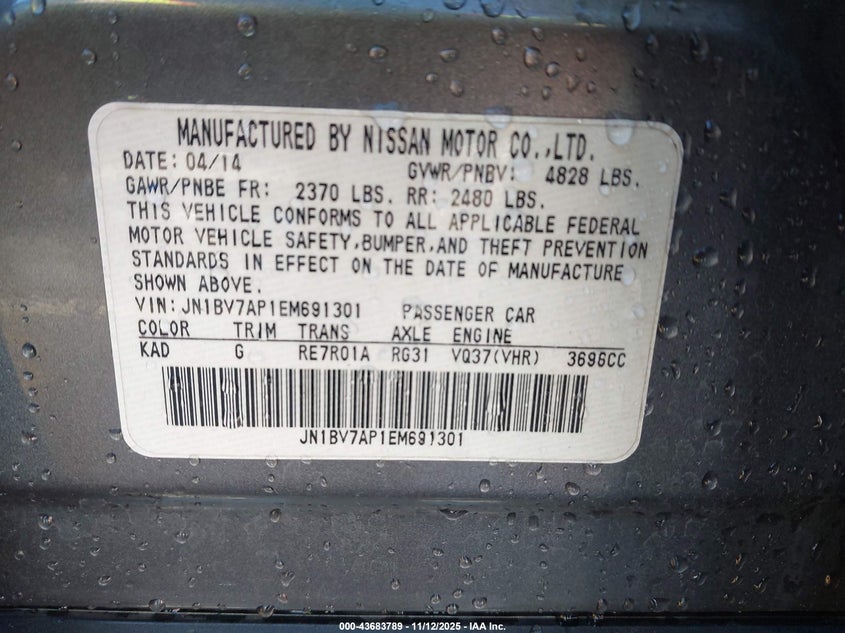 MANUFACTURED BY NISSAN MOTOR CO.,LTD.
DATE: 04/14 GVWR/PNBV: 4828 LBS.
GAWR/PNBE FR: 2370 LBS. RR: 2480 LBS.
THIS VEHICLE CONFORMS TO ALL APPLICABLE FEDERAL
MOTOR VEHICLE SAFETY,BUMPER,AND THEFT PREVENTION
STANDARDS IN EFFECT ON THE DATE OF MANUFACTURE
SHOWN ABOVE.
VIN:JN1BV7AP1EM691301 PASSENGER CAR
COLOR TRIM TRANS AXLE ENGINE
KAD G RE7R01A RG31 VQ37(VHR) 3696CC
JN1BV7AP1EM691301
000-43683789 - 11/12/2025 - IAA Inc.